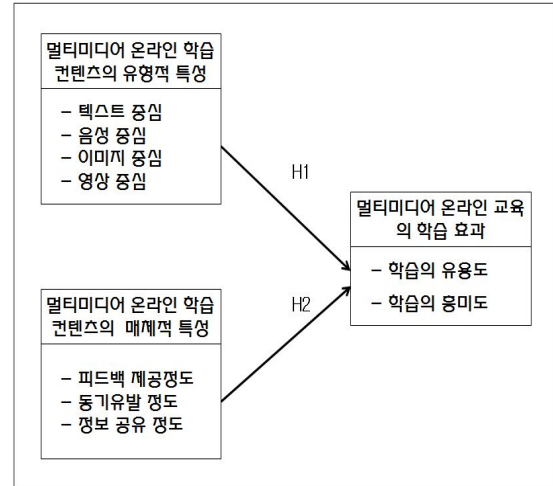 멀티미디어 온라인 학습
컨텐츠의 유형적 특성
– 텍스트 중심
– 음성 중심
– 이미지 중심
– 영상 중심
H1
멀티미디어 온라인 교육
의 학습 효과
– 학습의 유용도
– 학습의 흥미도
H2
멀티미디어 온라인 학습
컨텐츠의 매체적 특성
– 피드백 제공정도
– 동기유발 정도
– 정보 공유 정도